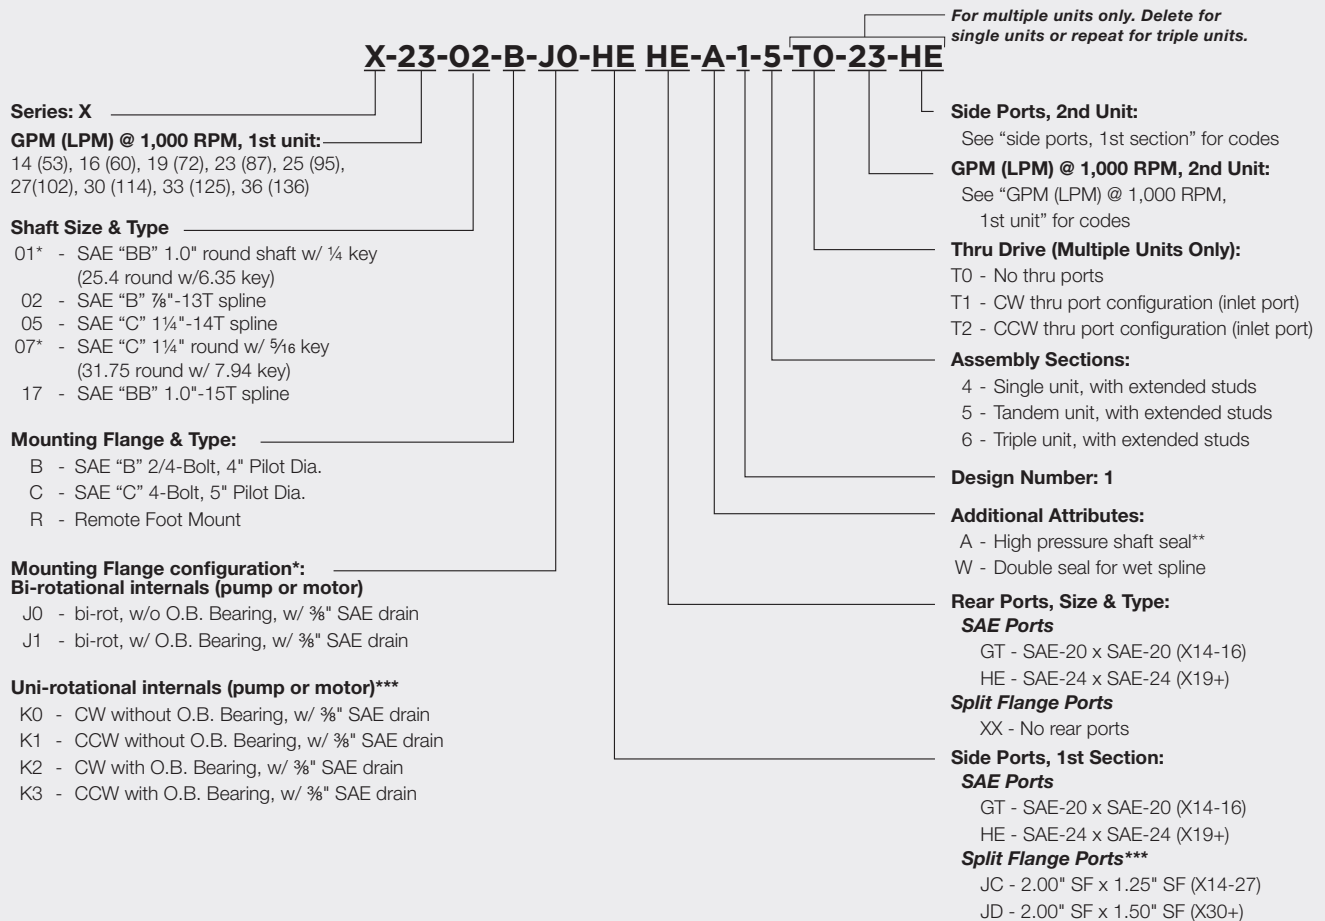 For multiple units only. Delete for
single units or repeat for triple units.
X-23-02-B-J0-HE HE-A-1-5-T0-23-HE
Series: X
GPM (LPM) @ 1,000 RPM, 1st unit:
14 (53), 16 (60), 19 (72), 23 (87), 25 (95),
27(102), 30 (114), 33 (125), 36 (136)
Shaft Size & Type
01* - SAE “BB” 1.0" round shaft w/ ¼ key
(25.4 round w/6.35 key)
02 - SAE “B” ⅞"-13T spline
05 - SAE “C” 1¼"-14T spline
07* - SAE “C” 1¼" round w/ 5⁄16 key
(31.75 round w/ 7.94 key)
17 - SAE “BB” 1.0"-15T spline
Mounting Flange & Type:
B - SAE “B” 2/4-Bolt, 4" Pilot Dia.
C - SAE “C” 4-Bolt, 5" Pilot Dia.
R - Remote Foot Mount
Mounting Flange configuration*:
Bi-rotational internals (pump or motor)
J0 - bi-rot, w/o O.B. Bearing, w/ ⅜" SAE drain
J1 - bi-rot, w/ O.B. Bearing, w/ ⅜" SAE drain
Uni-rotational internals (pump or motor)***
K0 - CW without O.B. Bearing, w/ ⅜" SAE drain
K1 - CCW without O.B. Bearing, w/ ⅜" SAE drain
K2 - CW with O.B. Bearing, w/ ⅜" SAE drain
K3 - CCW with O.B. Bearing, w/ ⅜" SAE drain
Side Ports, 2nd Unit:
See “side ports, 1st section” for codes
GPM (LPM) @ 1,000 RPM, 2nd Unit:
See “GPM (LPM) @ 1,000 RPM,
1st unit” for codes
Thru Drive (Multiple Units Only):
T0 - No thru ports
T1 - CW thru port configuration (inlet port)
T2 - CCW thru port configuration (inlet port)
Assembly Sections:
4 - Single unit, with extended studs
5 - Tandem unit, with extended studs
6 - Triple unit, with extended studs
Design Number: 1
Additional Attributes:
A - High pressure shaft seal**
W - Double seal for wet spline
Rear Ports, Size & Type:
SAE Ports
GT - SAE-20 x SAE-20 (X14-16)
HE - SAE-24 x SAE-24 (X19+)
Split Flange Ports
XX - No rear ports
Side Ports, 1st Section:
SAE Ports
GT - SAE-20 x SAE-20 (X14-16)
HE - SAE-24 x SAE-24 (X19+)
Split Flange Ports***
JC - 2.00" SF x 1.25" SF (X14-27)
JD - 2.00" SF x 1.50" SF (X30+)